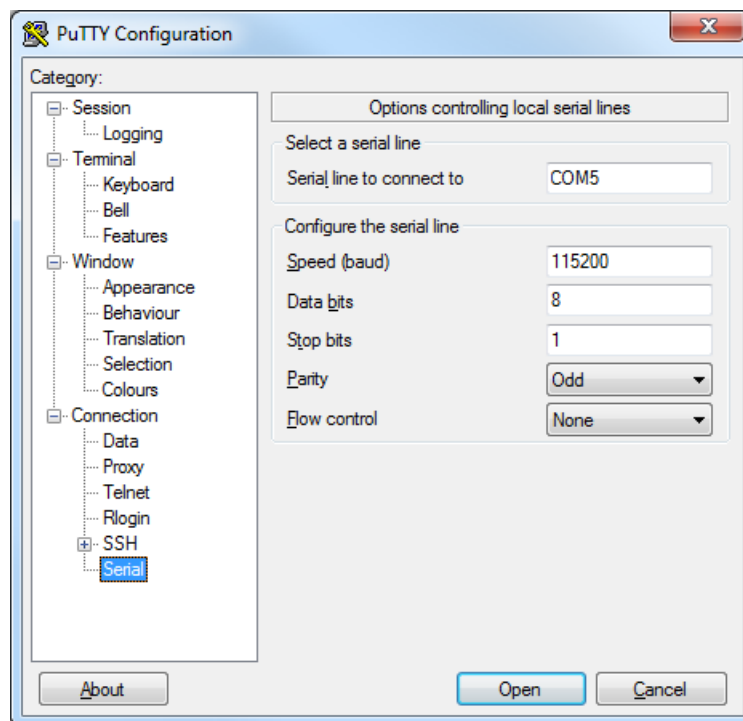 PuTTY Configuration
Category:
Session
Logging
Terminal
Keyboard
Bell
Features
Window
Appearance
Behaviour
Translation
Selection
Colours
Connection
Data
Proxy
Telnet
Rlogin
SSH
Serial
Options controlling local serial lines
Select a serial line
Serial line to connect to COM5
Configure the serial line
Speed (baud) 115200
Data bits 8
Stop bits 1
Parity Odd
Flow control None
About Open Cancel